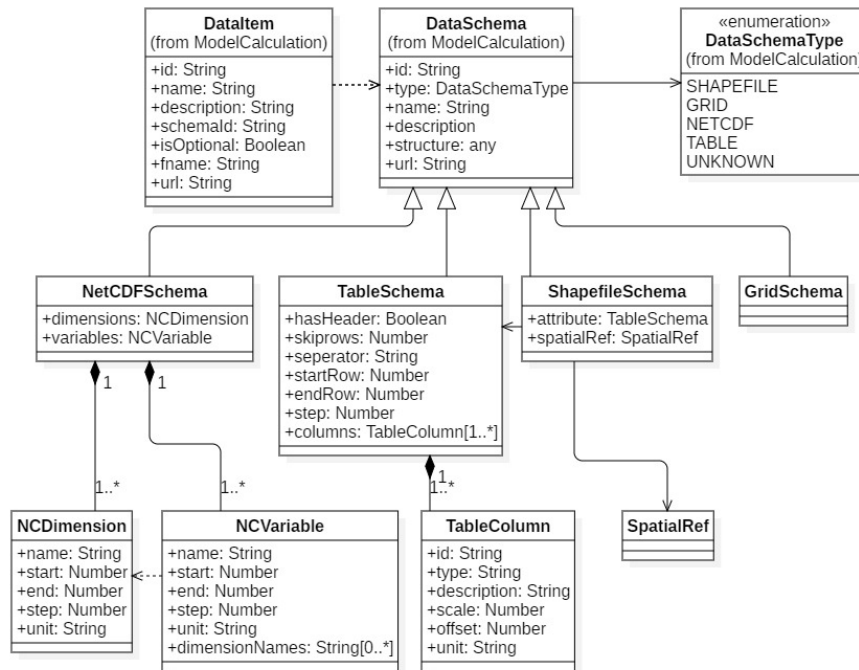 DataItem
(from ModelCalculation)
+id: String
+name: String
+description: String
+schemaId: String
+isOptional: Boolean
+fname: String
+url: String
DataSchema
(from ModelCalculation)
+id: String
+type: DataSchemaType
+name: String
+description
+structure: any
+url: String
«enumeration»
DataSchemaType
(from ModelCalculation)
SHAPEFILE
GRID
NETCDF
TABLE
UNKNOWN
NetCDFSchema
+dimensions: NCDimension
+variables: NCVariable
TableSchema
+hasHeader: Boolean
+skiprows: Number
+seperator: String
+startRow: Number
+endRow: Number
+step: Number
+columns: TableColumn[1..*]
ShapefileSchema
+attribute: TableSchema
+spatialRef: SpatialRef
GridSchema
1
1
1
1..*
1..*
1..*
NCDimension
+name: String
+start: Number
+end: Number
+step: Number
+unit: String
NCVariable
+name: String
+start: Number
+end: Number
+step: Number
+unit: String
+dimensionNames: String[0..*]
TableColumn
+id: String
+type: String
+description: String
+scale: Number
+offset: Number
+unit: String
SpatialRef